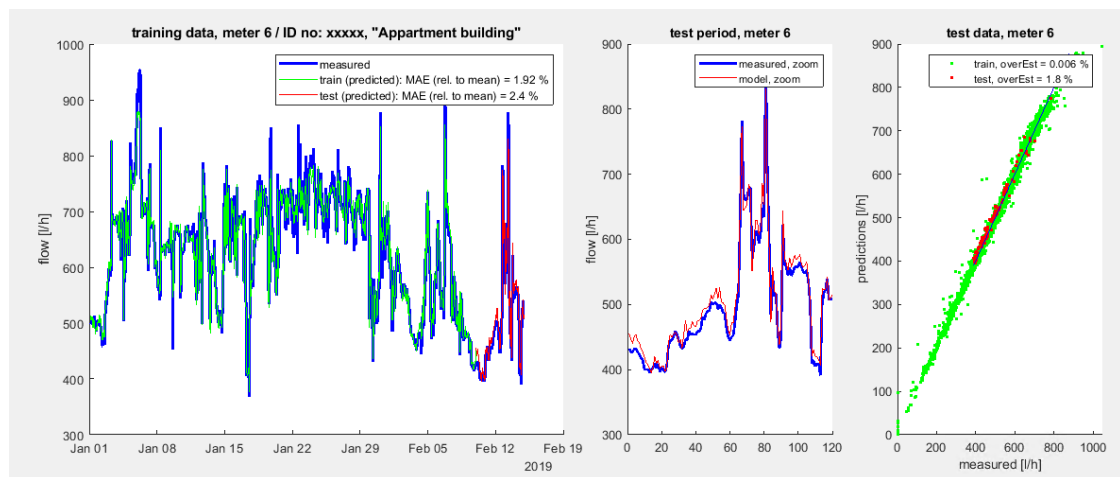 training data, meter 6 / ID no: xxxxx, "Appartment building"
measured
train (predicted): MAE (rel. to mean) = 1.92 %
test (predicted): MAE (rel. to mean) = 2.4 %
flow [l/h]
1000
900
800
700
600
500
400
300
Jan 01 Jan 08 Jan 15 Jan 22 Jan 29 Feb 05 Feb 12 Feb 19
2019
test period, meter 6
measured, zoom
model, zoom
flow [l/h]
900
800
700
600
500
400
300
0 20 40 60 80 100 120
test data, meter 6
train, overEst = 0.006 %
test, overEst = 1.8 %
predictions [l/h]
900
800
700
600
500
400
300
200
100
0
0 200 400 600 800 1000
measured [l/h]